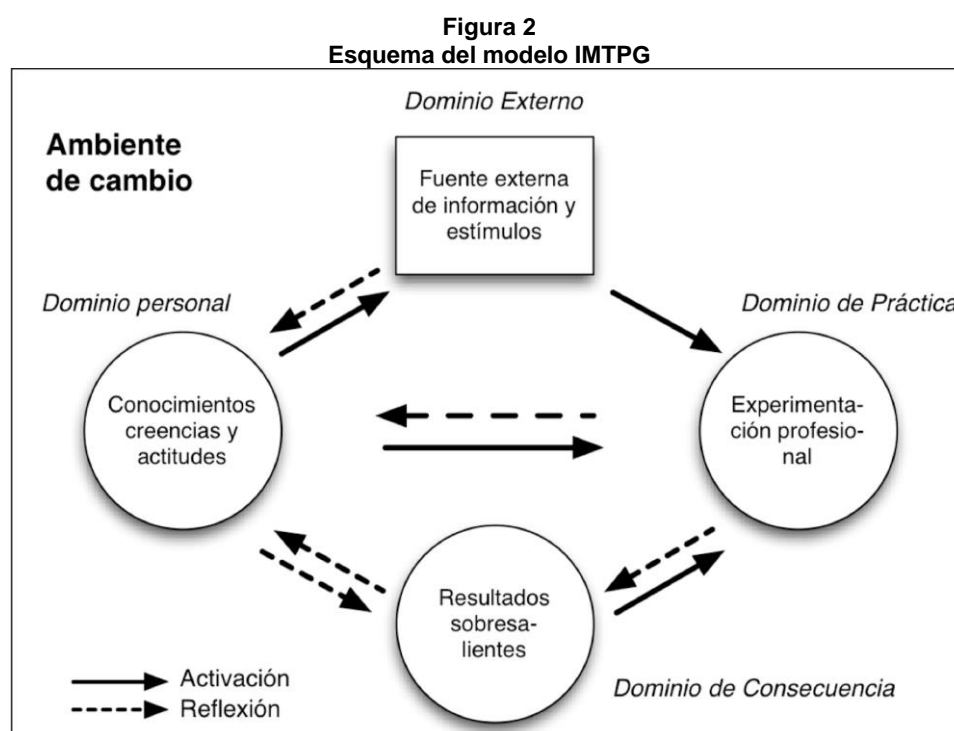 Figura 2
Esquema del modelo IMTPG
Dominio Externo
Ambiente
de cambio
Fuente externa
de información y
estímulos
Dominio personal
Dominio de Práctica
Conocimientos
creencias y
actitudes
Experimenta-
ción profesio-
nal
Resultados
sobresa-
lientes
Dominio de Consecuencia
Activación
Reflexión